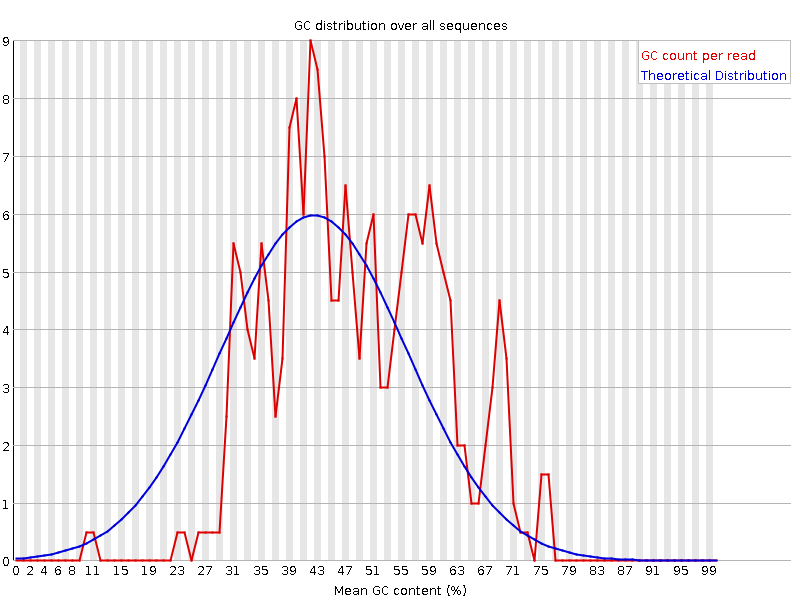 GC distribution over all sequences
GC count per read
Theoretical Distribution
9
8
7
6
5
4
3
2
1
0
0 2 4 6 8 11 15 19 23 27 31 35 39 43 47 51 55 59 63 67 71 75 79 83 87 91 95 99
Mean GC content (%)